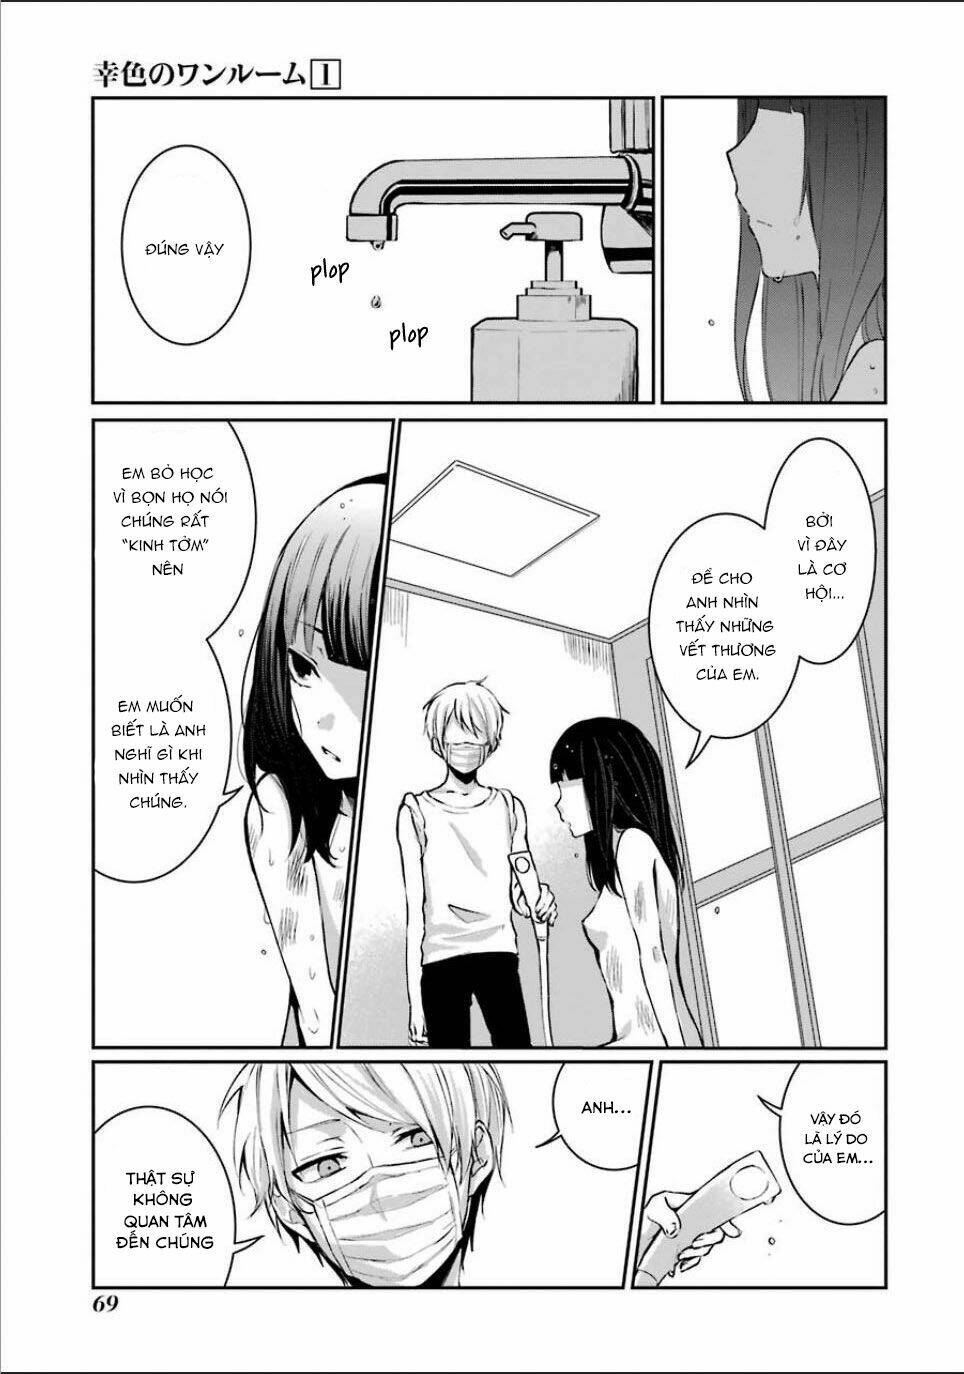 幸色のワンルーム 1
ĐÚNG VẬY
plop
plop
BỞI
VÌ ĐÂY
LÀ CƠ
HỘI...
ĐỂ CHO
ANH NHÌN
THẤY NHỮNG
VẾT THƯƠNG
CỦA EM.
EM BỎ HỌC
VÌ BỌN HỌ NÓI
CHÚNG RẤT
“KINH TỞM”
NÊN
EM MUỐN
BIẾT LÀ ANH
NGHĨ GÌ KHI
NHÌN THẤY
CHÚNG.
VẬY ĐÓ
LÀ LÝ DO
CỦA EM...
ANH...
THẬT SỰ
KHÔNG
QUAN TÂM
ĐẾN CHÚNG
69